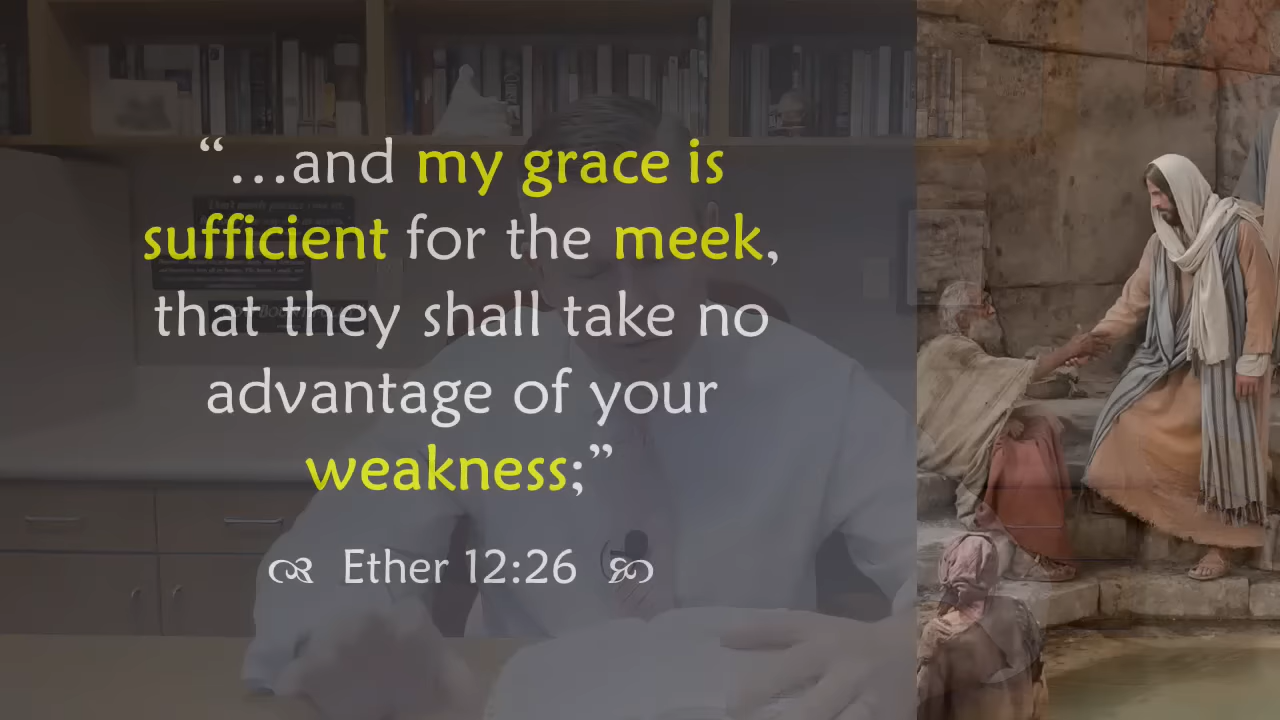 “…and my grace is
sufficient for the meek,
that they shall take no
advantage of your
weakness;”
Ether 12:26